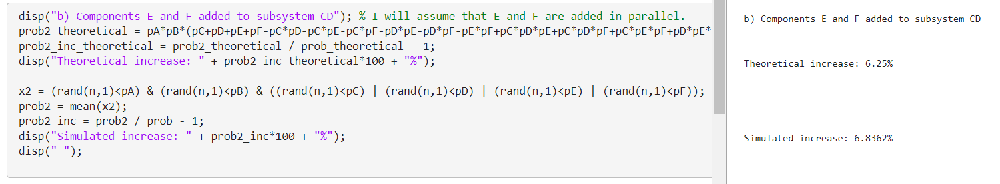 disp("b) Components E and F added to subsystem CD"); % I will assume that E and F are added in parallel.
prob2_theoretical = pA*pB*(pC+pD+pE+pF-pC*pD-pC*pE-pC*pF-pD*pE-pD*pF-pE*pF+pC*pD*pE+pC*pD*pF+pC*pE*pF+pD*pE*
prob2_inc_theoretical = prob2_theoretical / prob_theoretical - 1;
disp("Theoretical increase: " + prob2_inc_theoretical*100 + "%");
x2 = (rand(n,1)<pA) & (rand(n,1)<pB) & ((rand(n,1)<pC) | (rand(n,1)<pD) | (rand(n,1)<pE) | (rand(n,1)<pF));
prob2 = mean(x2);
prob2_inc = prob2 / prob - 1;
disp("Simulated increase: " + prob2_inc*100 + "%");
disp(" ");
b) Components E and F added to subsystem CD
Theoretical increase: 6.25%
Simulated increase: 6.8362%